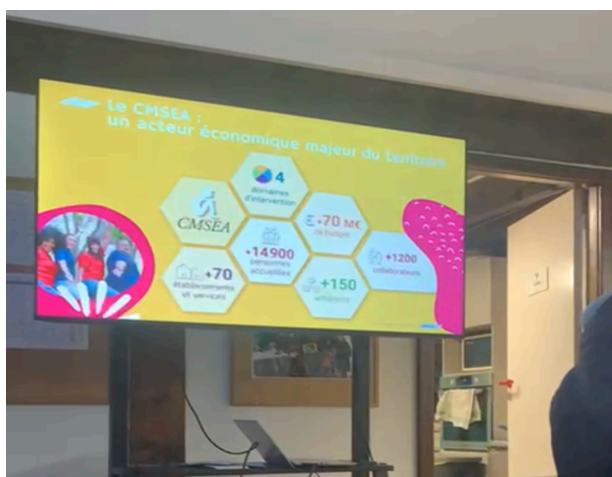 Le CMSEA :
un acteur économique majeur du territoire
4
domaines
d'intervention
CMSEA
+70 M€
de budget
+14900
personnes
accueillies
+1200
collaborateurs
+70
établissements
et services
+150
adhérents